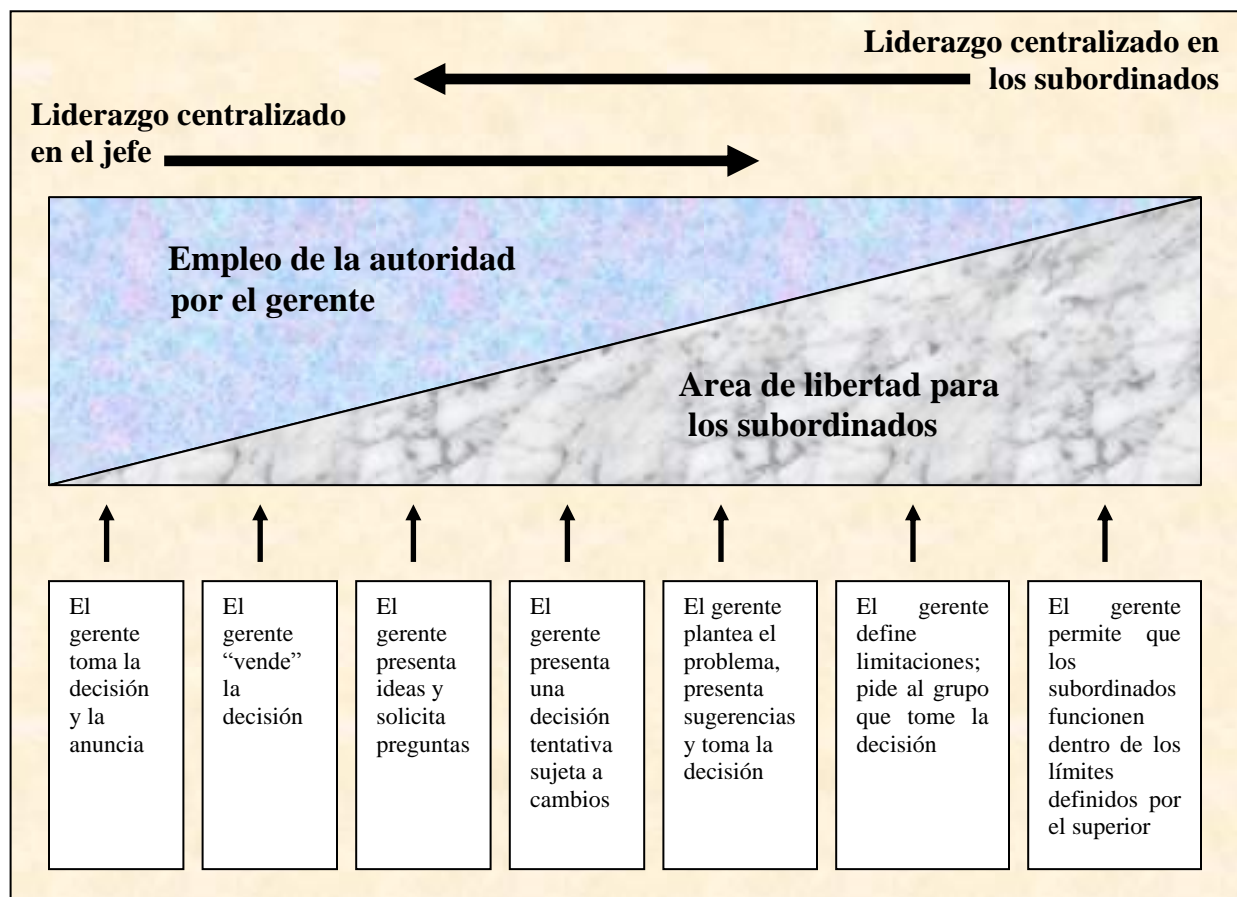 Liderazgo centralizado en
los subordinados
Liderazgo centralizado
en el jefe
Empleo de la autoridad
por el gerente
Area de libertad para
los subordinados
El
gerente
toma la
decisión
y la
anuncia
El
gerente
“vende”
la
decisión
El
gerente
presenta
ideas y
solicita
preguntas
El
gerente
presenta
una
decisión
tentativa
sujeta a
cambios
El gerente
plantea el
problema,
presenta
sugerencias
y toma la
decisión
El gerente
define
limitaciones;
pide al grupo
que tome la
decisión
El gerente
permite que
los
subordinados
funcionen
dentro de los
límites
definidos por
el superior